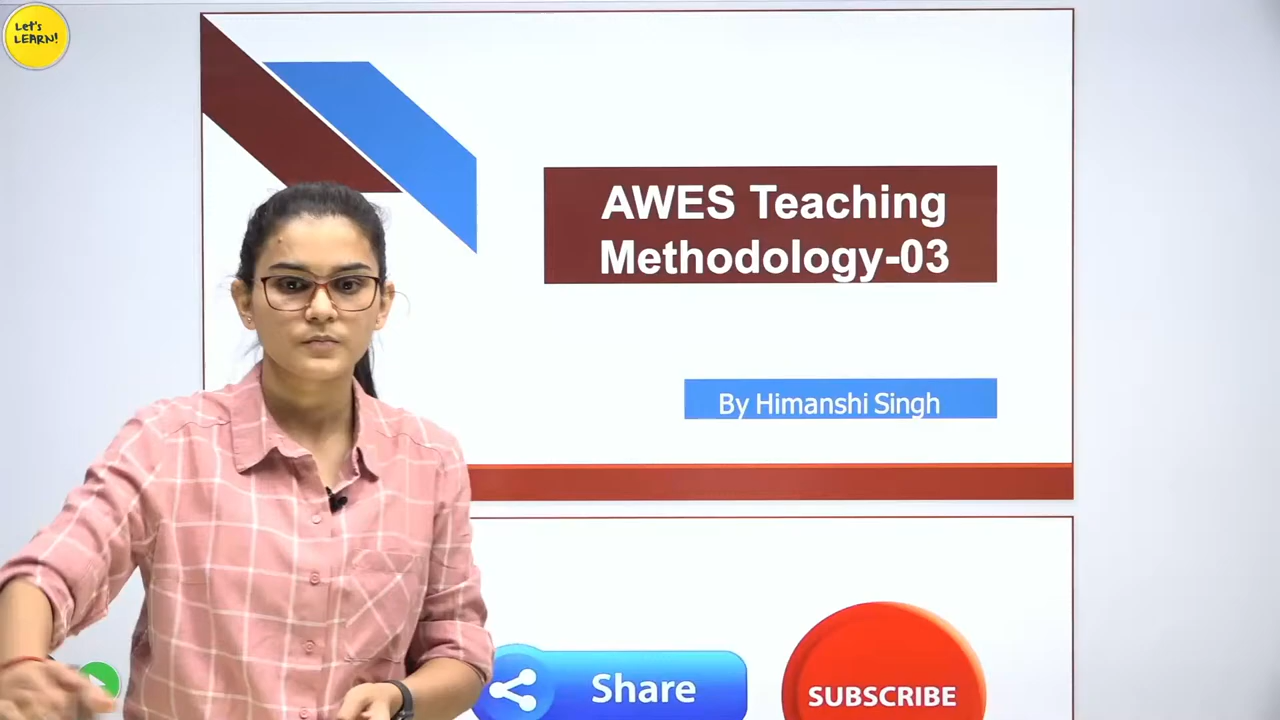 Let's
LEARN!
AWES Teaching
Methodology-03
By Himanshi Singh
Share
SUBSCRIBE